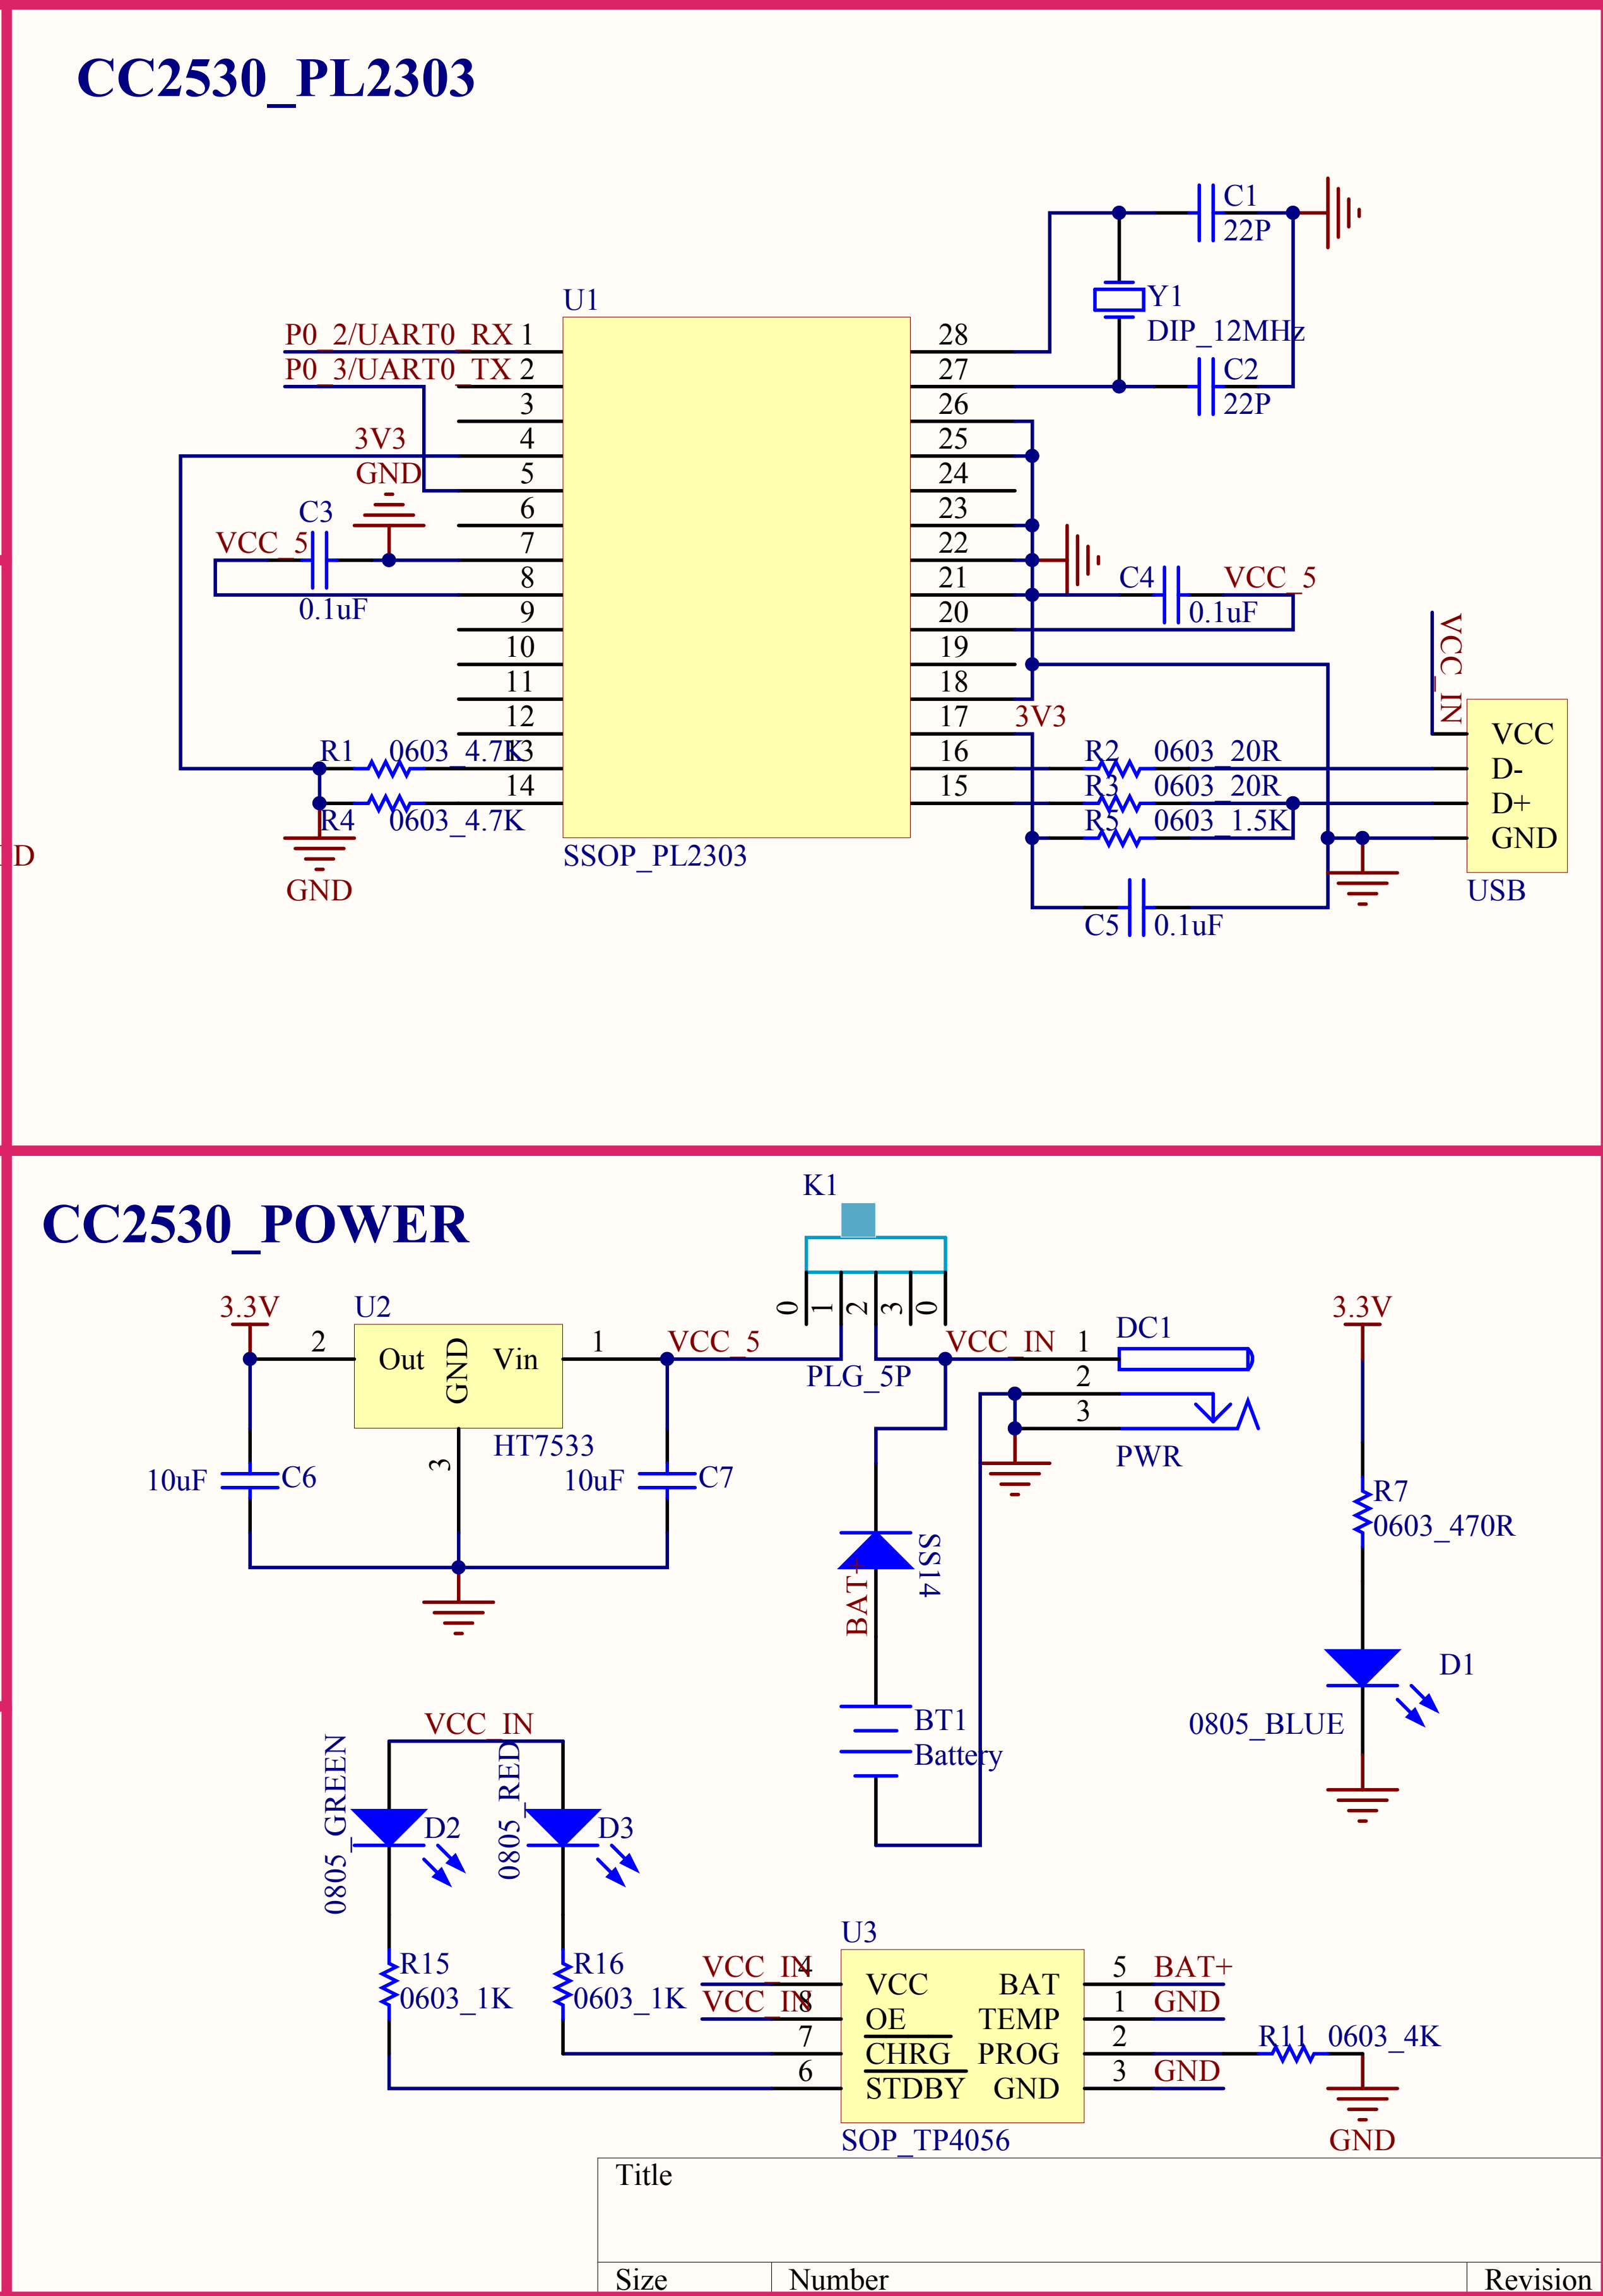 CC2530_PL2303
C1
22P
Y1
DIP_12MHz
C2
22P
U1
P0_2/UART0_RX 1
P0_3/UART0_TX 2
3
3V3 4
GND 5
6
C3
VCC_5 7
8
0.1uF
9
10
11
12
R1 0603_4.7K 13
14
R4 0603_4.7K
GND
28
27
26
25
24
23
22
21
20
19
18
17 3V3
16
15
SSOP_PL2303
C4 VCC_5
0.1uF
VCC_IN
R2 0603_20R
R3 0603_20R
R5 0603_1.5K
C5 0.1uF
VCC
D-
D+
GND
USB
D
CC2530_POWER
K1
0 1 2 3 0
PLG_5P
3.3V
U2
2 Out GND Vin 1
VCC_5
3
HT7533
10uF C6
10uF C7
VCC_IN 1 DC1
2
3
PWR
SS14
BAT+
BT1
Battery
3.3V
R7
0603_470R
D1
0805_BLUE
VCC_IN
0805_GREEN
D2
0805_RED
D3
R15
0603_1K
R16
0603_1K
U3
VCC_IN 4 VCC BAT 5 BAT+
VCC_IN 8 OE TEMP 1 GND
7 CHRG PROG 2 R11 0603_4K
6 STDBY GND 3 GND
SOP_TP4056
GND
Title
Size Number Revision